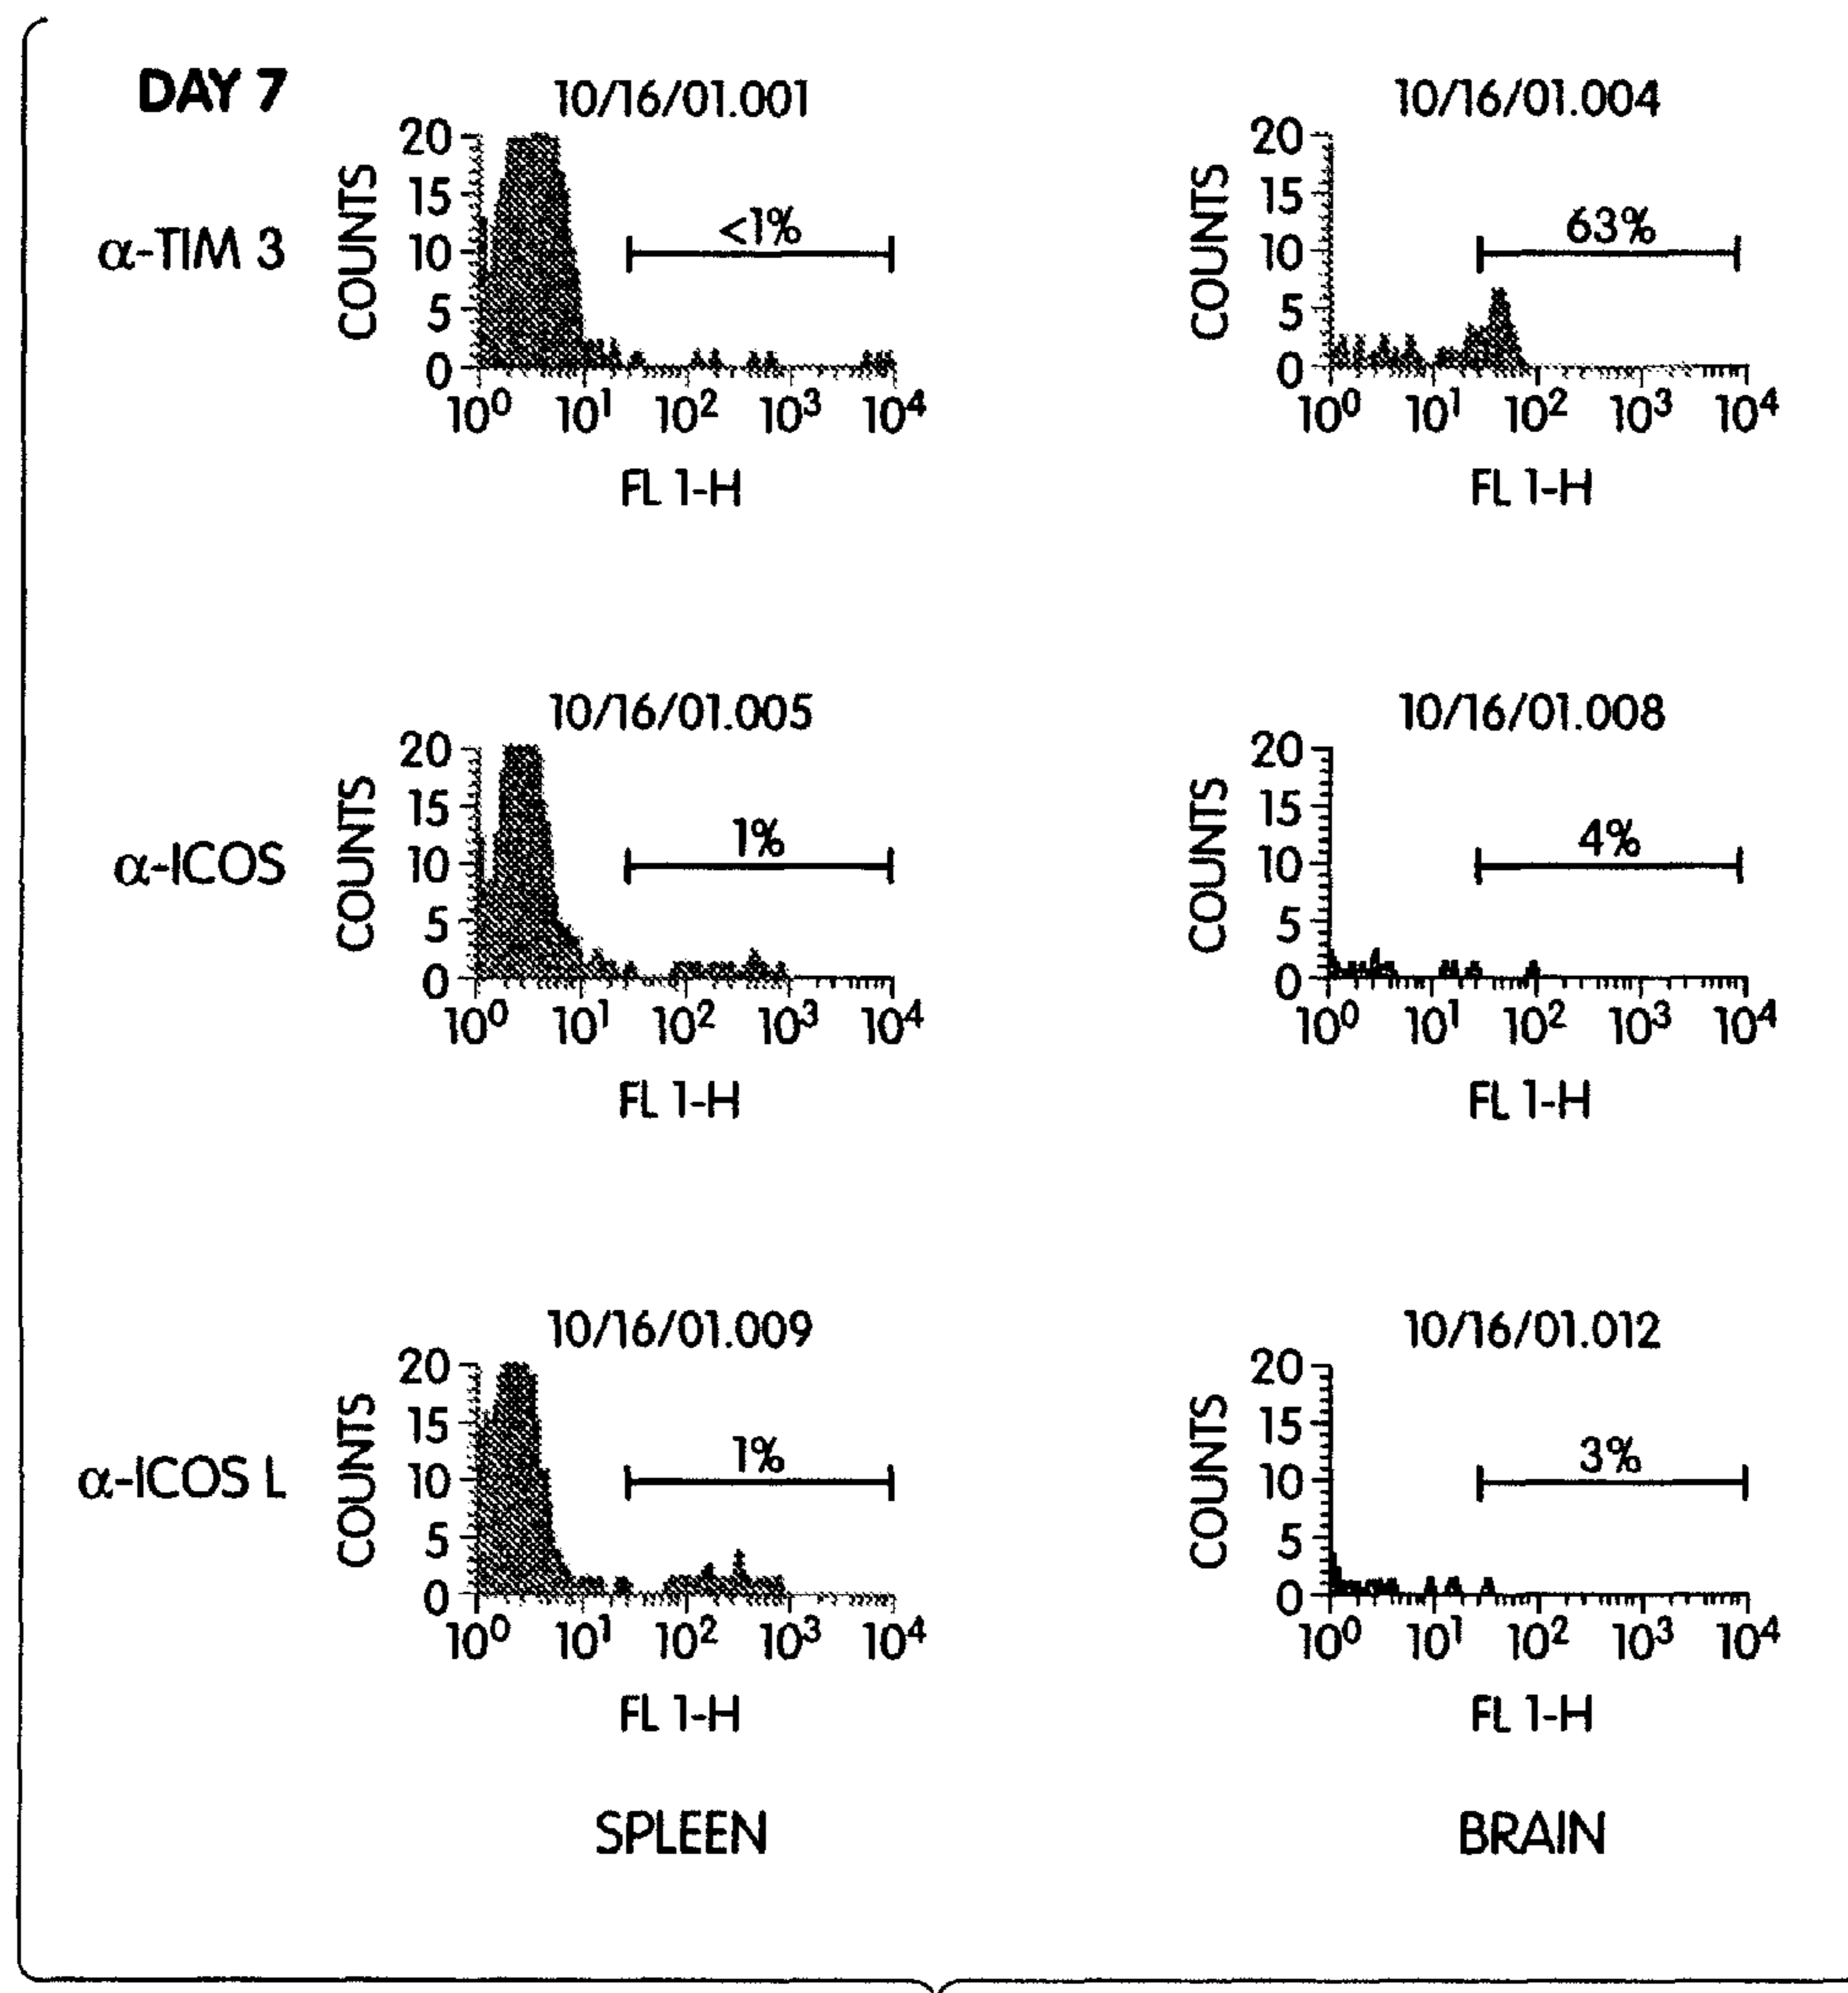 DAY 7
10/16/01.001
10/16/01.004
α-TIM 3
COUNTS
20
15
10
5
0
<1%
10⁰ 10¹ 10² 10³ 10⁴
FL 1-H
COUNTS
20
15
10
5
0
63%
10⁰ 10¹ 10² 10³ 10⁴
FL 1-H
10/16/01.005
10/16/01.008
α-ICOS
COUNTS
20
15
10
5
0
1%
10⁰ 10¹ 10² 10³ 10⁴
FL 1-H
COUNTS
20
15
10
5
0
4%
10⁰ 10¹ 10² 10³ 10⁴
FL 1-H
10/16/01.009
10/16/01.012
α-ICOS L
COUNTS
20
15
10
5
0
1%
10⁰ 10¹ 10² 10³ 10⁴
FL 1-H
COUNTS
20
15
10
5
0
3%
10⁰ 10¹ 10² 10³ 10⁴
FL 1-H
SPLEEN
BRAIN